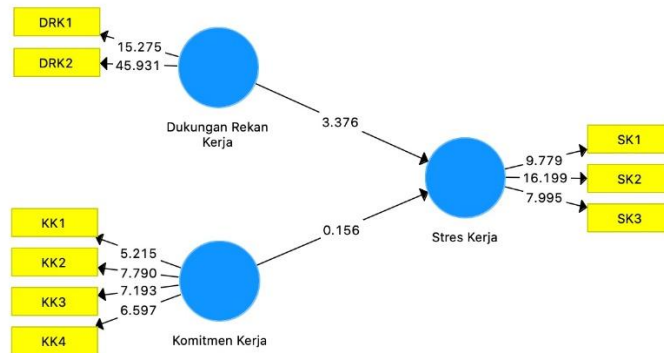 DRK1
15.275
DRK2
45.931
Dukungan Rekan
Kerja
3.376
KK1
5.215
KK2
7.790
KK3
7.193
KK4
6.597
Komitmen Kerja
0.156
Stres Kerja
9.779
SK1
16.199
SK2
7.995
SK3